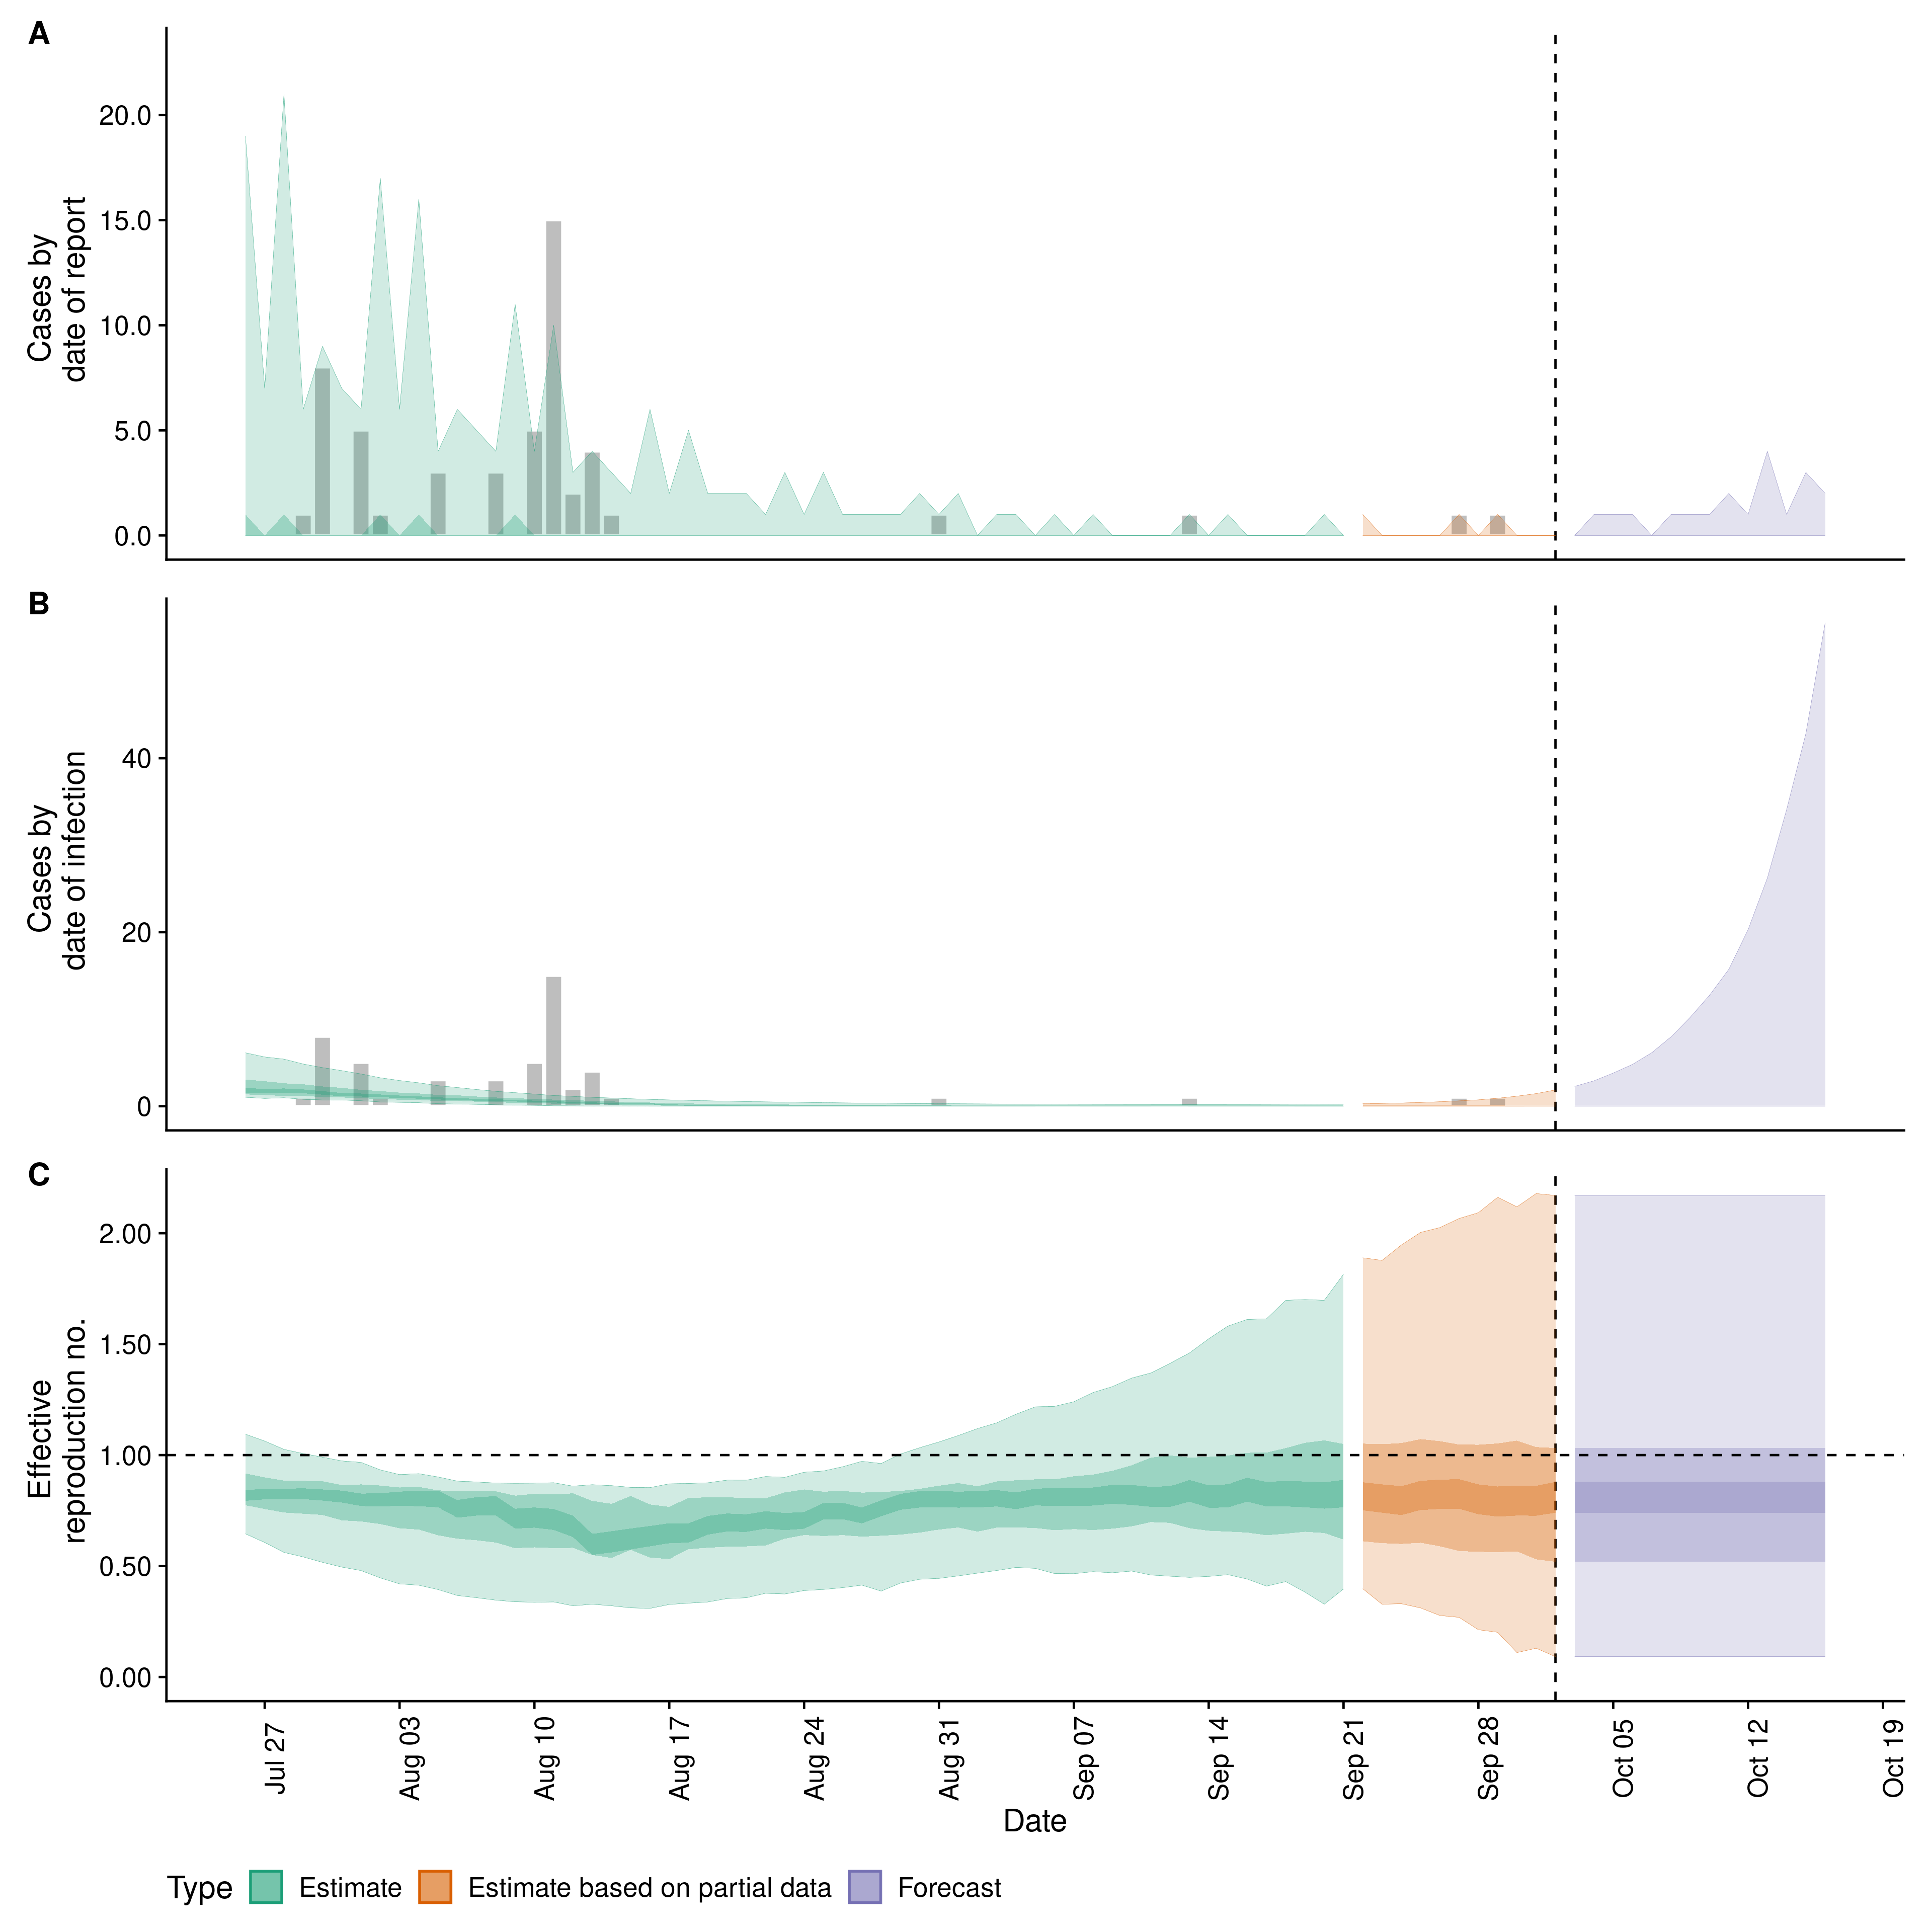 A
Cases by
date of report
20.0
15.0
10.0
5.0
0.0
B
Cases by
date of infection
40
20
0
C
Effective
reproduction no.
2.00
1.50
1.00
0.50
0.00
Jul 27
Aug 03
Aug 10
Aug 17
Aug 24
Aug 31
Sep 07
Sep 14
Sep 21
Sep 28
Oct 05
Oct 12
Oct 19
Date
Type Estimate Estimate based on partial data Forecast